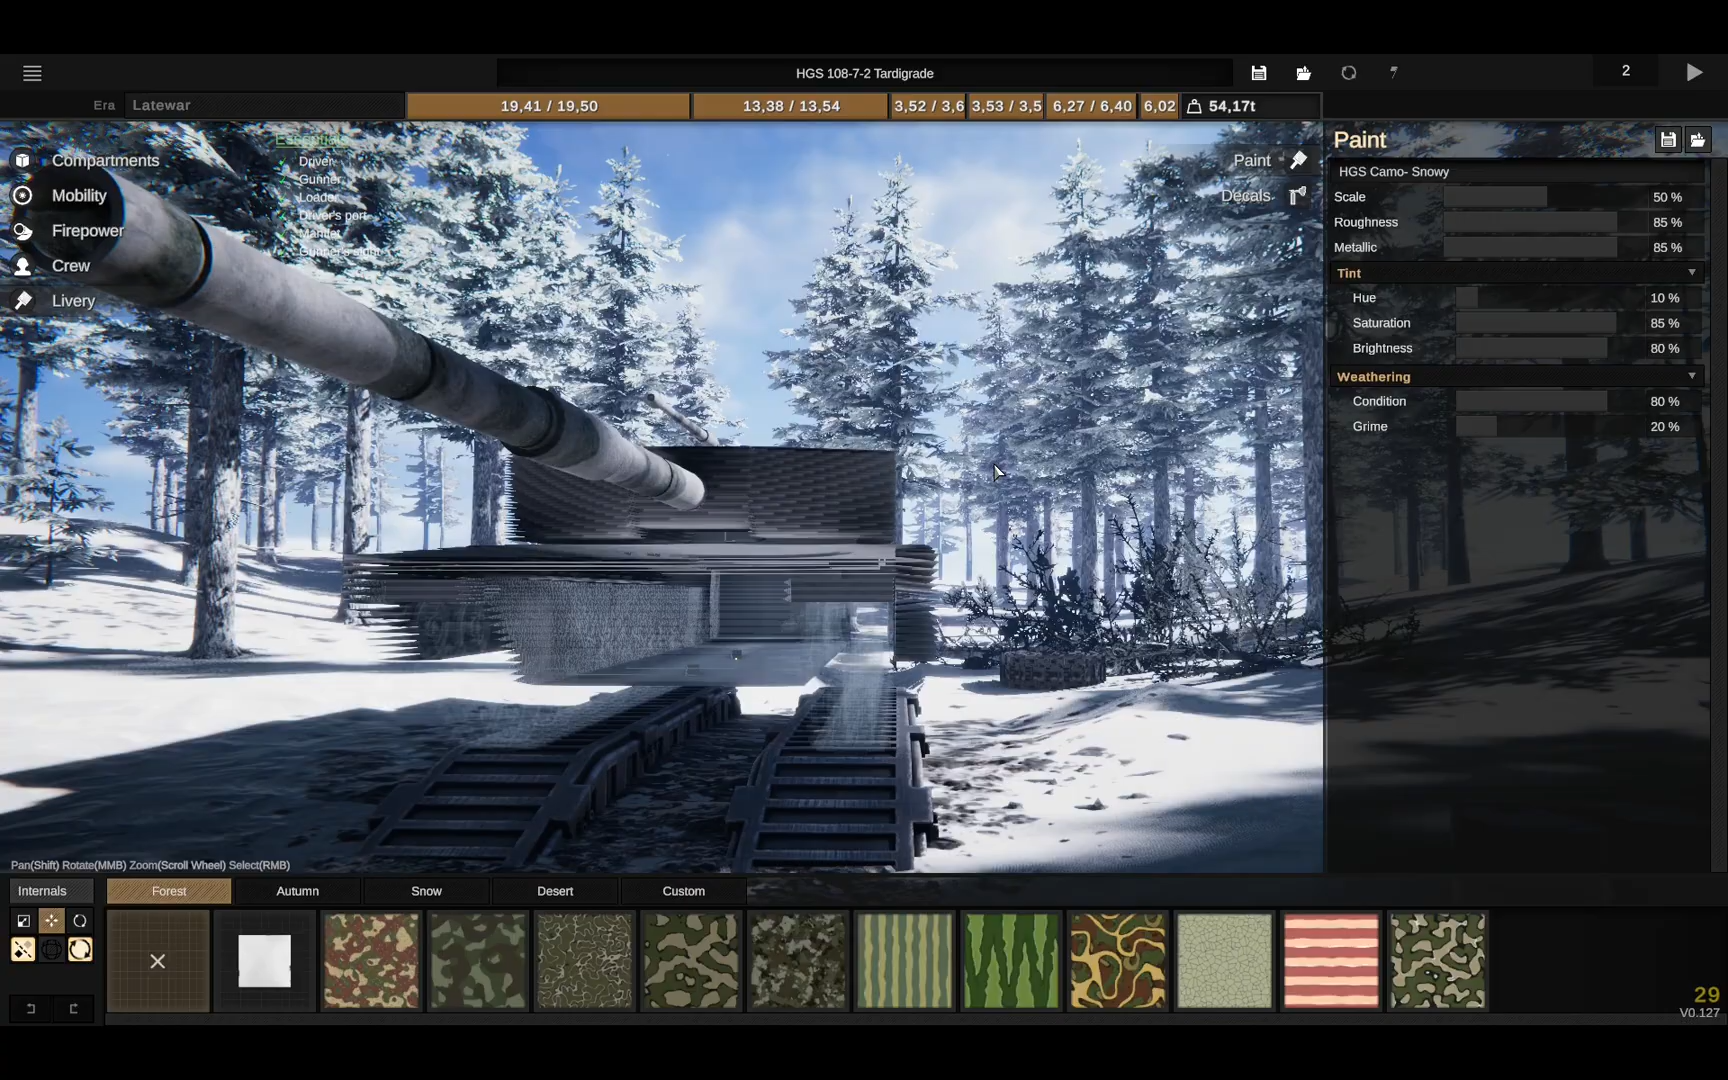 HGS 108-7-2 Tardigrade
2
Era
Latewar
19,41 / 19,50
13,38 / 13,54
3,52 / 3,6
3,53 / 3,5
6,27 / 6,40
6,02
54,17t
Compartments
Mobility
Firepower
Crew
Livery
Essentials
Driver
Gunner
Loader
Driver's port
Mantlet
Paint
Decals
Paint
HGS Camo- Snowy
Scale
50 %
Roughness
85 %
Metallic
85 %
Tint
Hue
10 %
Saturation
85 %
Brightness
80 %
Weathering
Condition
80 %
Grime
20 %
Pan(Shift) Rotate(MMB) Zoom(Scroll Wheel) Select(RMB)
Internals
Forest
Autumn
Snow
Desert
Custom
29
V0.127